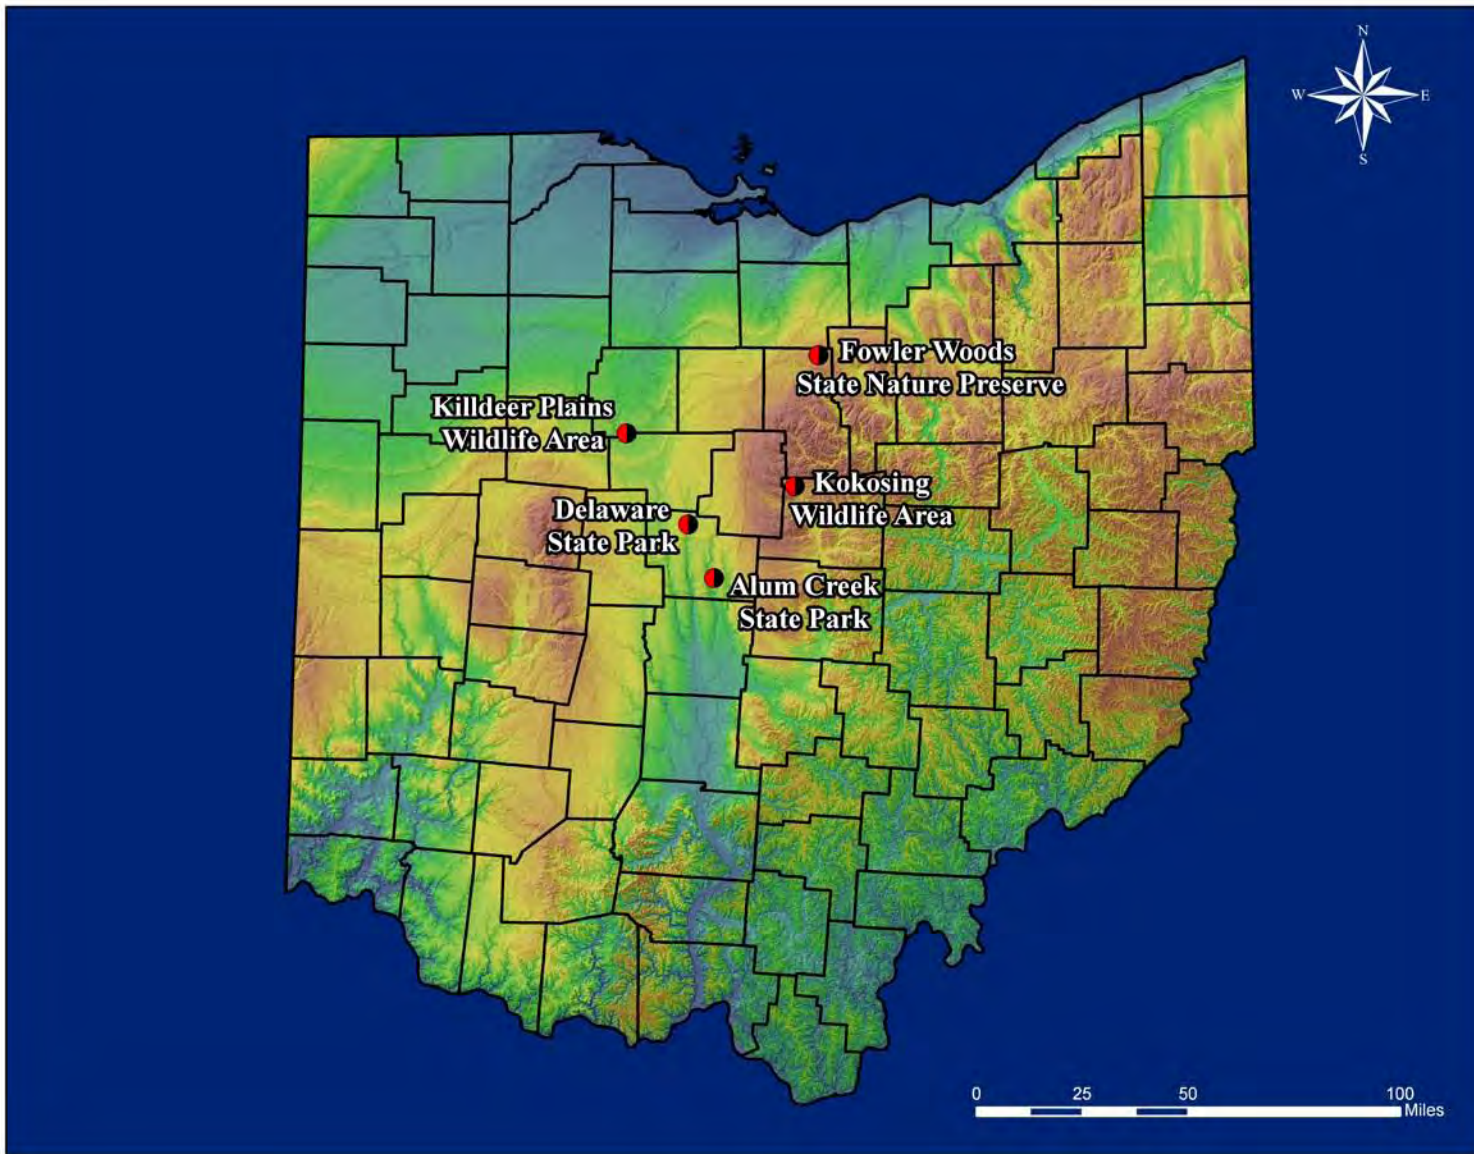 N
W E
S
Fowler Woods
State Nature Preserve
Killdeer Plains
Wildlife Area
Kokosing
Wildlife Area
Delaware
State Park
Alum Creek
State Park
0 25 50 100
Miles